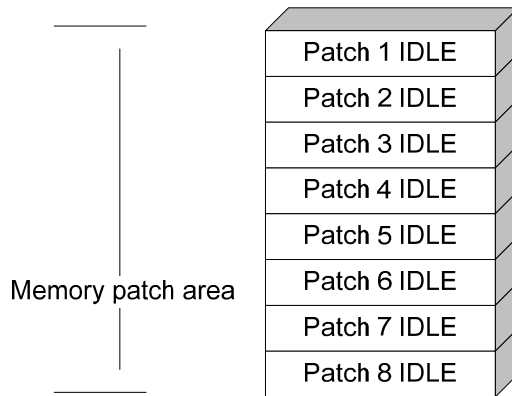 Patch 1 IDLE
Patch 2 IDLE
Patch 3 IDLE
Patch 4 IDLE
Patch 5 IDLE
Patch 6 IDLE
Patch 7 IDLE
Patch 8 IDLE
Memory patch area